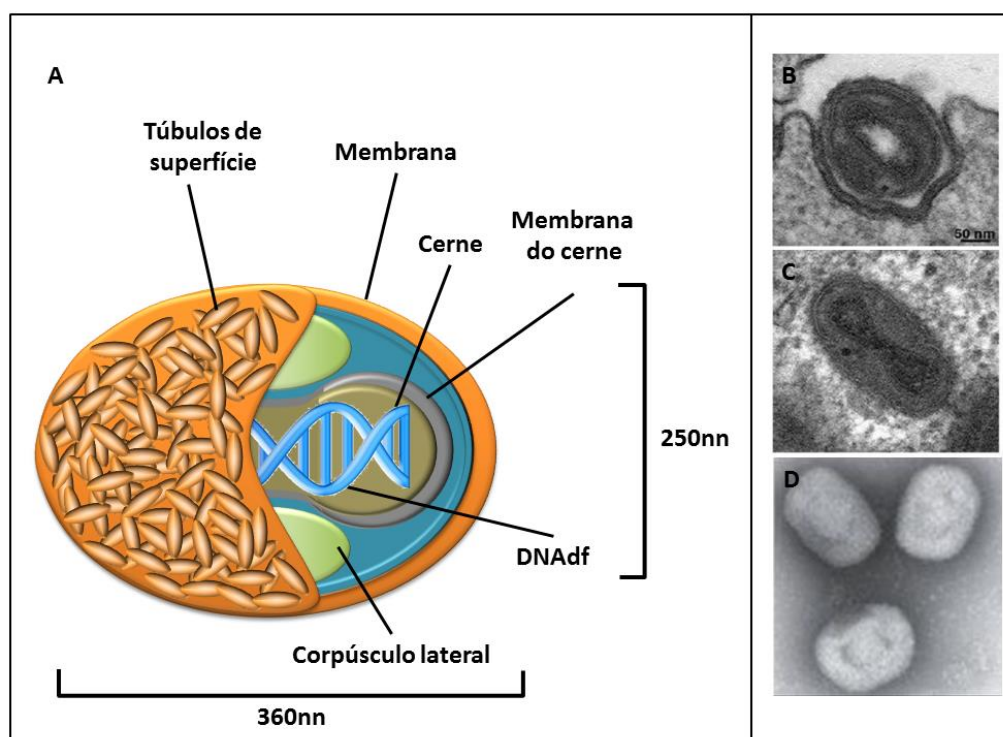 A
Túbulos de
superfície
Membrana
Cerne
Membrana
do cerne
250nn
DNAdf
Corpúsculo lateral
360nn
B
50 nm
C
D